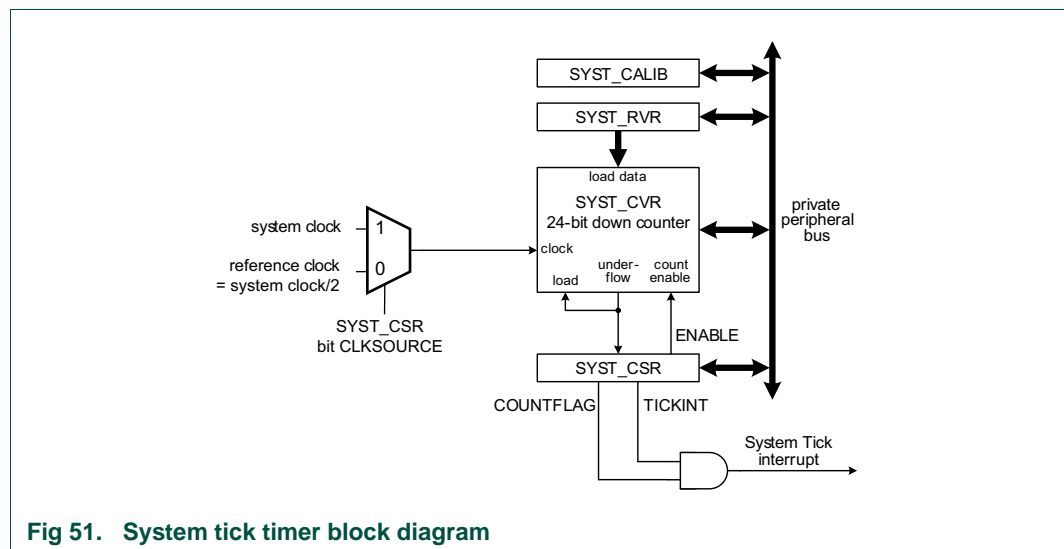 SYST_CALIB
SYST_RVR
load data
SYST_CVR
24-bit down counter
private
peripheral
bus
system clock
1
clock
reference clock
= system clock/2
0
under-
flow
count
enable
load
SYST_CSR
bit CLKSOURCE
ENABLE
SYST_CSR
COUNTFLAG
TICKINT
System Tick
interrupt
Fig 51. System tick timer block diagram